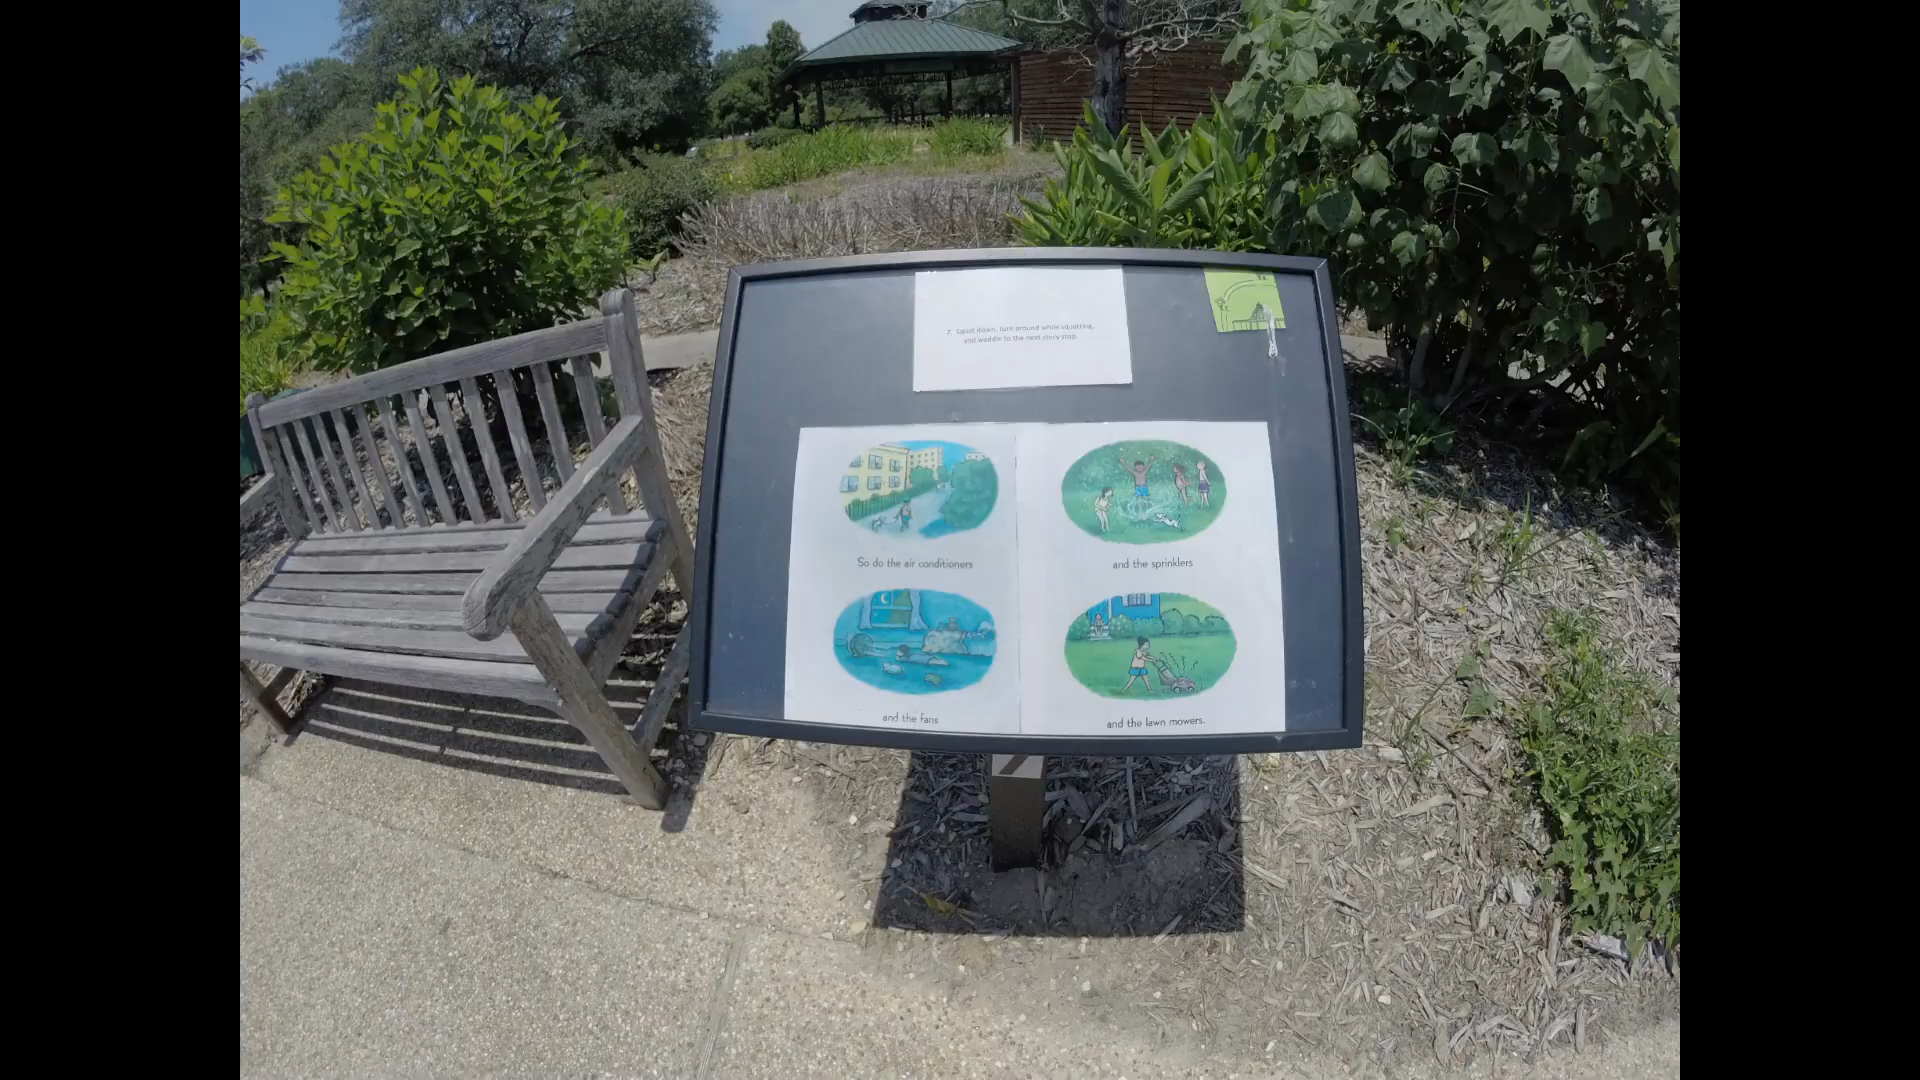 7. Squat down, turn around while squatting,
and waddle to the next story stop.
So do the air conditioners
and the fans
and the sprinklers
and the lawn mowers.